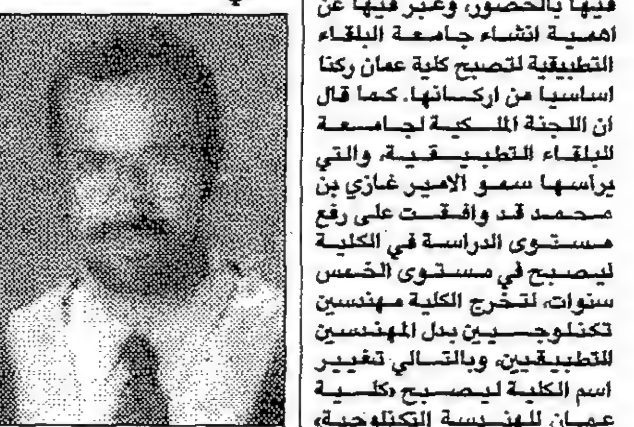 فيها بالحضور، وعبر فيها عن
اهمية انشاء جامعة البلقاء
التطبيقية لتصبح كلية عمان ركنا
اساسيا من اركانها. كما قال
ان اللجنة الملكية لجامعة
البلقاء التطبيقية، والتي
يراسها سمو الامير غازي بن
محمد قد وافقت على رفع
مستوى الدراسة في الكلية
ليصبح في مستوى الخمس
سنوات، لتخرج الكلية مهندسين
تكنلوجيين بدل المهندسين
التطبيقيين، وبالتالي تغيير
اسم الكلية ليصبح «كلية
عمان للهندسة التكنلوجية»